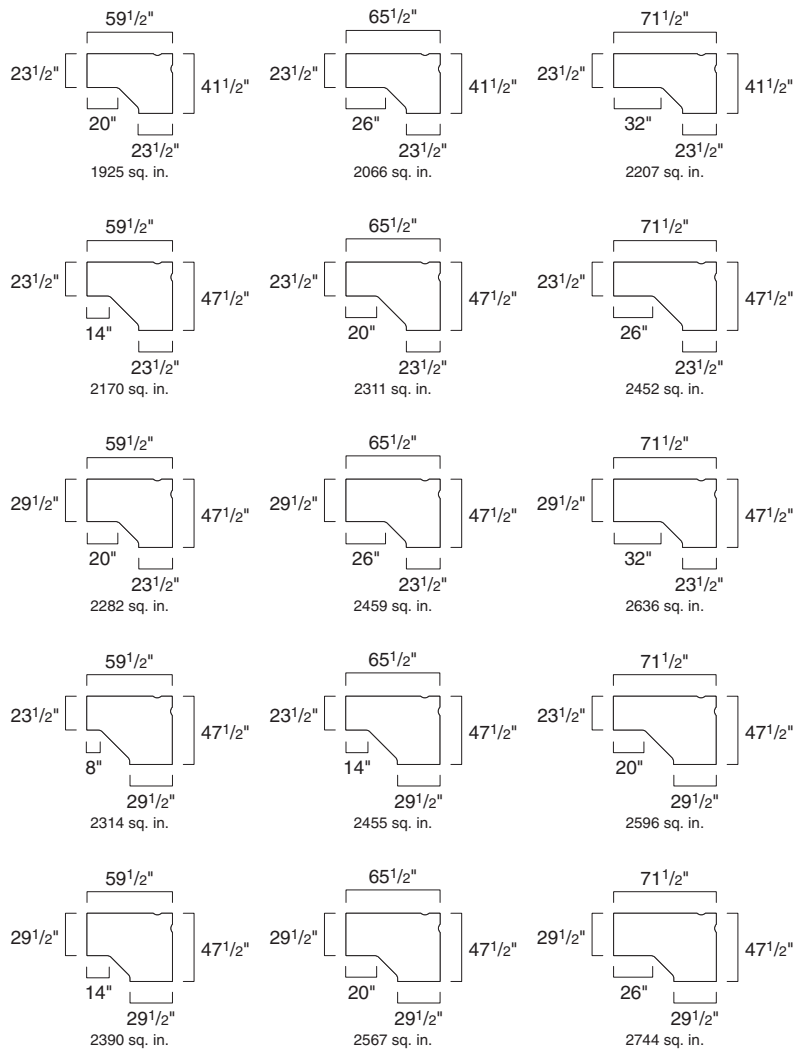 59 1/2" 65 1/2" 71 1/2"
23 1/2" 41 1/2" 23 1/2" 41 1/2" 23 1/2" 41 1/2"
20" 26" 32"
23 1/2" 23 1/2" 23 1/2"
1925 sq. in. 2066 sq. in. 2207 sq. in.
59 1/2" 65 1/2" 71 1/2"
23 1/2" 47 1/2" 23 1/2" 47 1/2" 23 1/2" 47 1/2"
14" 20" 26"
23 1/2" 23 1/2" 23 1/2"
2170 sq. in. 2311 sq. in. 2452 sq. in.
59 1/2" 65 1/2" 71 1/2"
29 1/2" 47 1/2" 29 1/2" 47 1/2" 29 1/2" 47 1/2"
20" 26" 32"
23 1/2" 23 1/2" 23 1/2"
2282 sq. in. 2459 sq. in. 2636 sq. in.
59 1/2" 65 1/2" 71 1/2"
23 1/2" 47 1/2" 23 1/2" 47 1/2" 23 1/2" 47 1/2"
8" 14" 20"
29 1/2" 29 1/2" 29 1/2"
2314 sq. in. 2455 sq. in. 2596 sq. in.
59 1/2" 65 1/2" 71 1/2"
29 1/2" 47 1/2" 29 1/2" 47 1/2" 29 1/2" 47 1/2"
14" 20" 26"
29 1/2" 29 1/2" 29 1/2"
2390 sq. in. 2567 sq. in. 2744 sq. in.